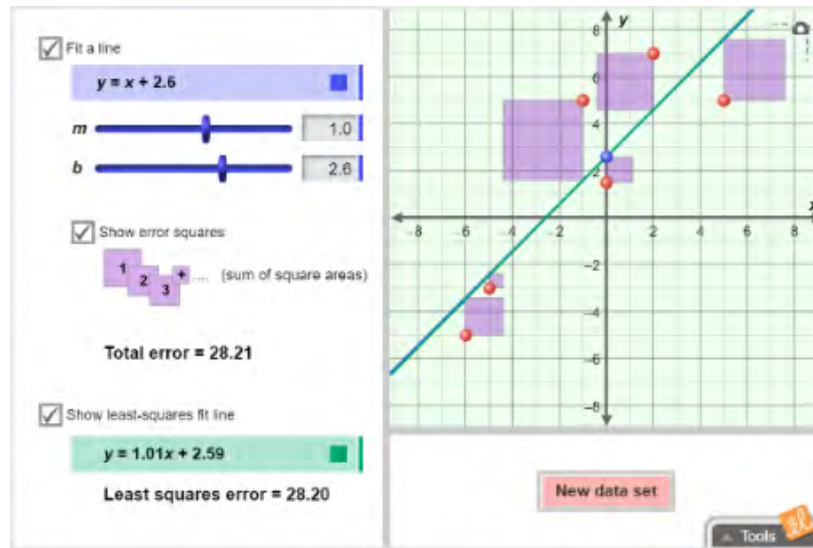 Fit a line
y = x + 2.6
m 1.0
b 2.6
Show error squares
1 2 3 + .... (sum of square areas)
Total error = 28.21
Show least-squares fit line
y = 1.01x + 2.59
Least squares error = 28.20
y
8
6
4
2
-8 -6 -4 -2 0 2 4 6 8 x
-2
-4
-6
-8
New data set
Tools